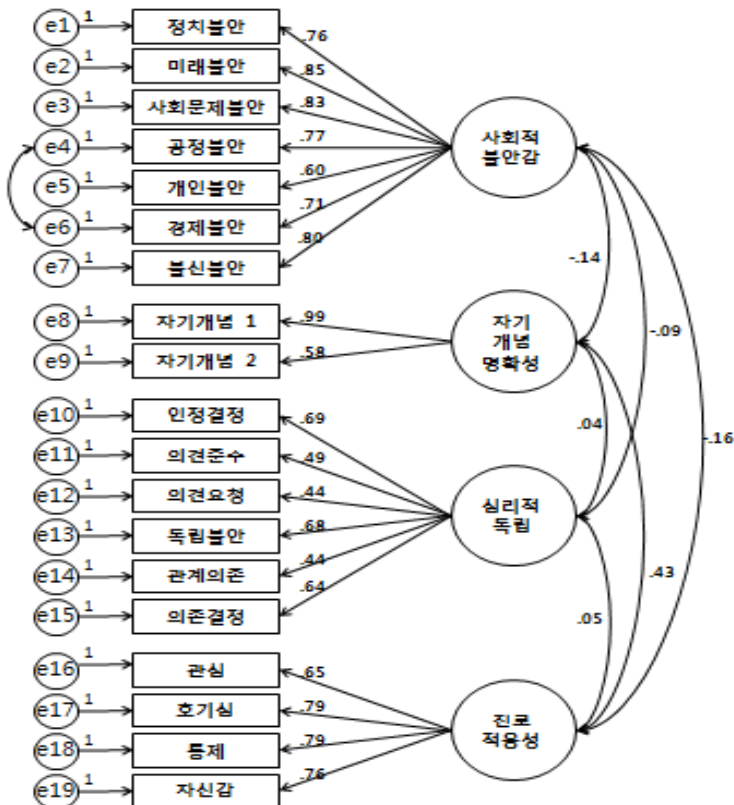 e1 1 정치불안 .76
e2 1 미래불안 .85
e3 1 사회문제불안 .83
e4 1 공정불안 .77
e5 1 개인불안 .60
e6 1 경제불안 .71
e7 1 불신불안 .80
사회적
불안감
-.14
e8 1 자기개념 1 .99
e9 1 자기개념 2 .58
자기
개념
명확성
-.09
.04
-.16
e10 1 인정결정 .69
e11 1 의견준수 .49
e12 1 의견요청 .44
e13 1 독립불안 .68
e14 1 관계의존 .44
e15 1 의존결정 .64
심리적
독립
.43
.05
e16 1 관심 .65
e17 1 호기심 .79
e18 1 통제 .79
e19 1 자신감 .76
진로
적응성